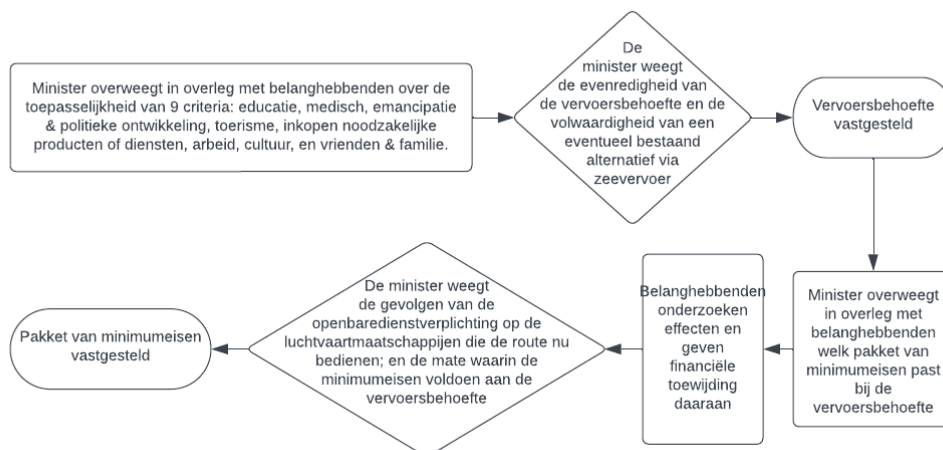 Minister overweegt in overleg met belanghebbenden over de
toepasselijkheid van 9 criteria: educatie, medisch, emancipatie
& politieke ontwikkeling, toerisme, inkopen noodzakelijke
producten of diensten, arbeid, cultuur, en vrienden & familie.
De
minister weegt
de evenredigheid van
de vervoersbehoefte en de
volwaardigheid van een
eventueel bestaand
alternatief via
zeevervoer
Vervoersbehoefte
vastgesteld
Minister overweegt
in overleg met
belanghebbenden
welk pakket van
minimumeisen past
bij de
vervoersbehoefte
Belanghebbenden
onderzoeken
effecten en
geven
financiële
toewijding
daaraan
De minister weegt
de gevolgen van de
openbaredienstverplichting op de
luchtvaartmaatschappijen die de route nu
bedienen; en de mate waarin de
minimumeisen voldoen aan de
vervoersbehoefte
Pakket van minimumeisen
vastgesteld